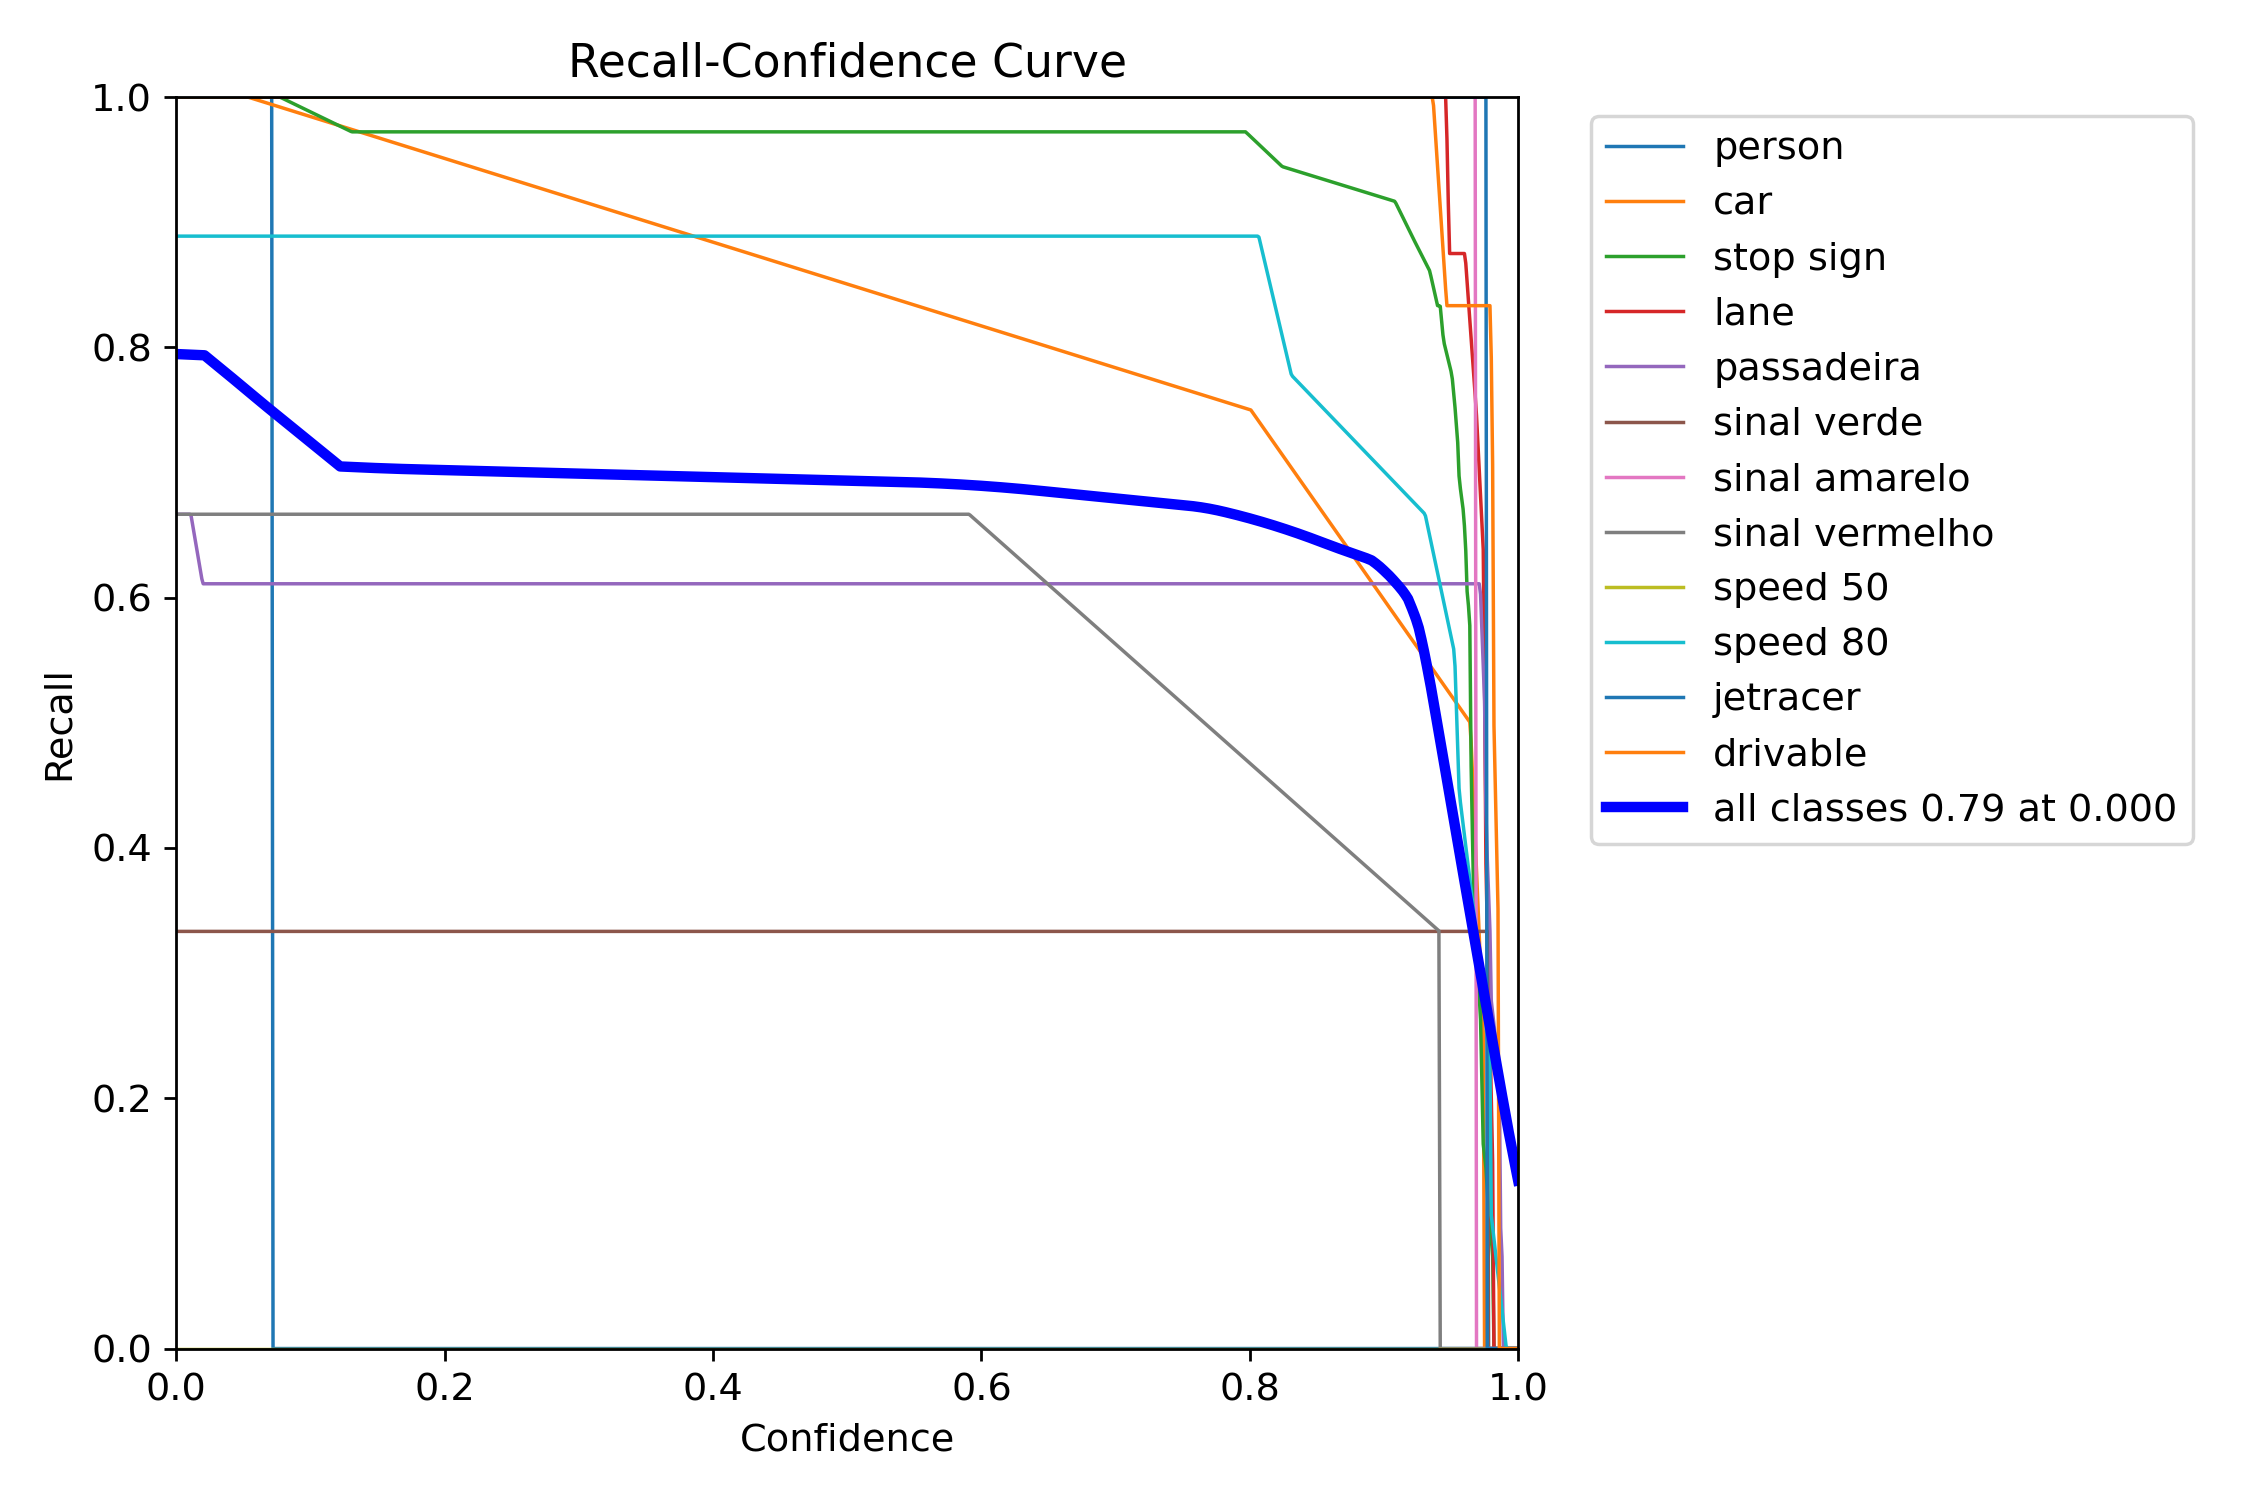 Recall-Confidence Curve
1.0
0.8
0.6
0.4
0.2
0.0
Recall
0.0 0.2 0.4 0.6 0.8 1.0
Confidence
person
car
stop sign
lane
passadeira
sinal verde
sinal amarelo
sinal vermelho
speed 50
speed 80
jetracer
drivable
all classes 0.79 at 0.000